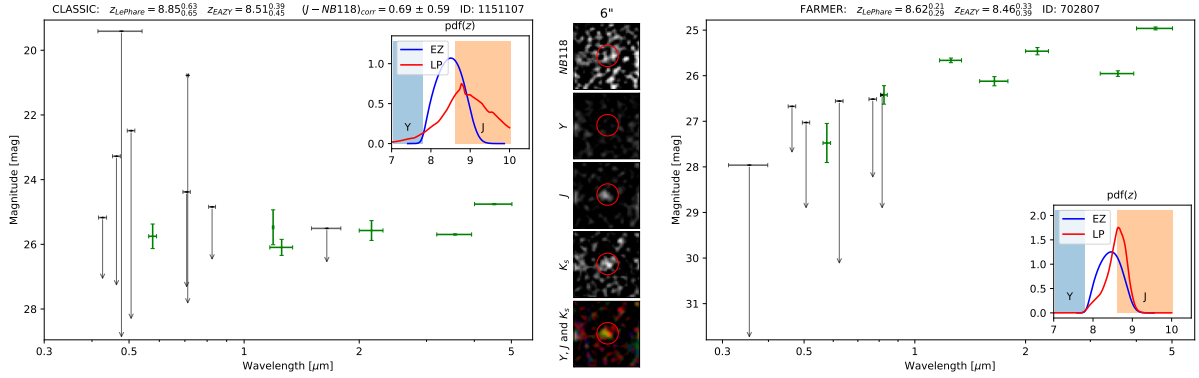 CLASSIC: z_LePhare = 8.85^0.63_0.65 z_EAZY = 8.51^0.39_0.45 (J − NB118)_corr = 0.69 ± 0.59 ID: 1151107
Magnitude [mag]
20
22
24
26
28
0.3
0.5
1
2
5
Wavelength [μm]
pdf(z)
EZ
LP
Y
J
0.0
0.5
1.0
7
8
9
10
6"
NB118
Y
J
K_s
Y, J and K_s
FARMER: z_LePhare = 8.62^0.21_0.29 z_EAZY = 8.46^0.33_0.39 ID: 702807
Magnitude [mag]
25
26
27
28
29
30
31
0.3
0.5
1
2
5
Wavelength [μm]
pdf(z)
EZ
LP
Y
J
2.0
1.5
1.0
0.5
0.0
7
8
9
10